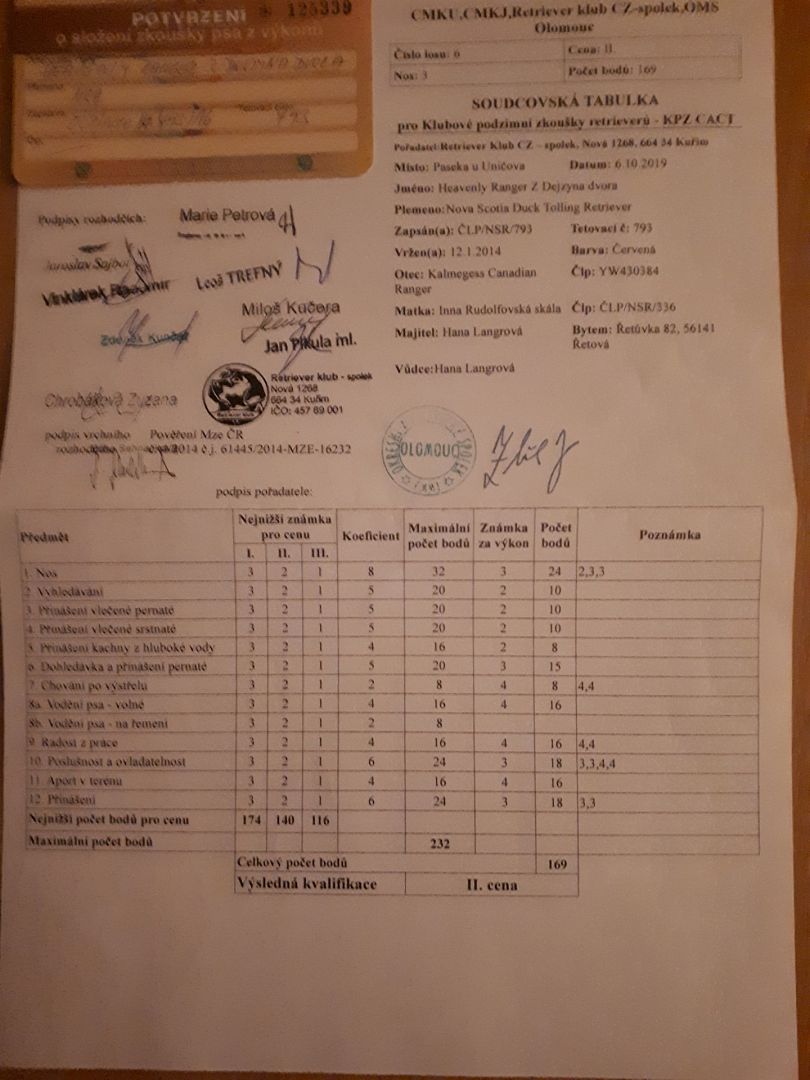 POTVRZENÍ
125339
o složení zkoušky psa z výkonu
CMKU,CMKJ,Retriever klub CZ-spolek,OMS
Olomouc
Číslo losu: 6 Cena: II.
Nos: 3 Počet bodů: 169
SOUDCOVSKÁ TABULKA
pro Klubové podzimní zkoušky retrieverů - KPZ CACT
Pořadatel:Retriever Klub CZ - spolek, Nová 1268, 664 34 Kuřim
Místo: Paseka u Uničova Datum: 6.10.2019
Jméno: Heavenly Ranger Z Dejzyna dvora
Plemeno:Nova Scotia Duck Tolling Retriever
Zapsán(a): ČLP/NSR/793 Tetovací č: 793
Vržen(a): 12.1.2014 Barva: Červená
Otec: Kalmegess Canadian Ranger Člp: YW430384
Matka: Inna Rudolfovská skála Člp: ČLP/NSR/336
Majitel: Hana Langrová Bytem: Řetůvka 82, 56141 Řetová
Vůdce:Hana Langrová
Podpisy rozhodčích: Marie Petrová
Jaroslav
Leoš TREFNÝ
Miloš Kučera
Jan Pikula ml.
Chrobáková Zuzana
Retriever klub - spolek
Nová 1268
664 34 Kuřim
IČO: 457 69 001
podpis vrchního Pověření Mze ČR
rozhodčího 2014 č.j. 61445/2014-MZE-16232
OLOMOUC
podpis pořadatele:
Předmět Nejnižší známka pro cenu Koeficient Maximální počet bodů Známka za výkon Počet bodů Poznámka
I. II. III.
1. Nos 3 2 1 8 32 3 24 2,3,3
2. Vyhledávání 3 2 1 5 20 2 10
3. Přinášení vlečené pernaté 3 2 1 5 20 2 10
4. Přinášení vlečené srstnaté 3 2 1 5 20 2 10
5. Přinášení kachny z hluboké vody 3 2 1 4 16 2 8
6. Dohledávka a přinášení pernaté 3 2 1 5 20 3 15
7. Chování po výstřelu 3 2 1 2 8 4 8 4,4
8a. Vodění psa - volně 3 2 1 4 16 4 16
8b. Vodění psa - na řemeni 3 2 1 2 8
9. Radost z práce 3 2 1 4 16 4 16 4,4
10. Poslušnost a ovladatelnost 3 2 1 6 24 3 18 3,3,4,4
11. Aport v terénu 3 2 1 4 16 4 16
12. Přinášení 3 2 1 6 24 3 18 3,3
Nejnižší počet bodů pro cenu 174 140 116
Maximální počet bodů 232
Celkový počet bodů 169
Výsledná kvalifikace II. cena